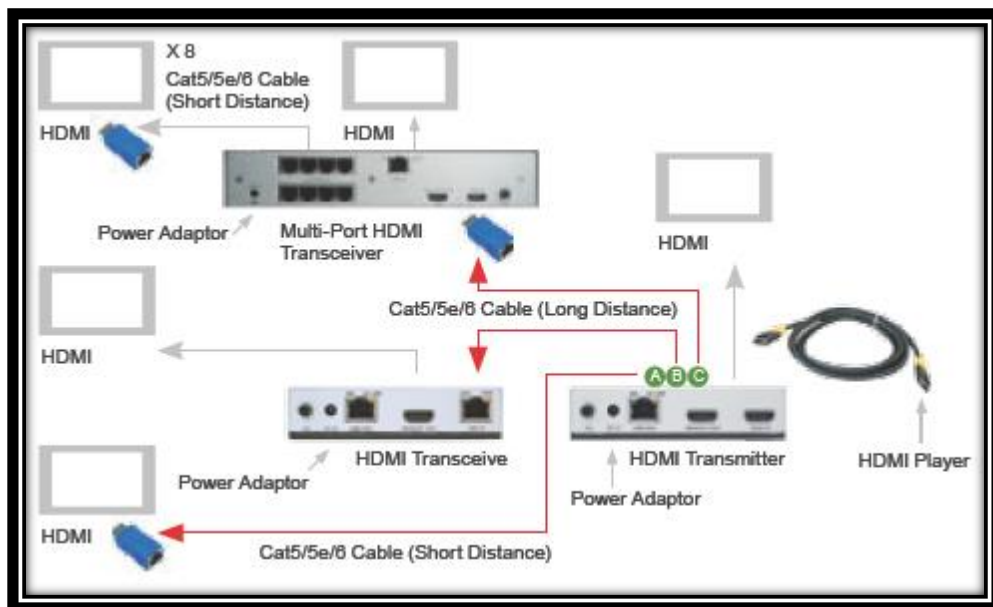 X 8
Cat5/5e/6 Cable
(Short Distance)
HDMI
HDMI
Power Adaptor
Multi-Port HDMI
Transceiver
HDMI
Cat5/5e/6 Cable (Long Distance)
HDMI
A B C
HDMI Transceive
HDMI Transmitter
HDMI Player
Power Adaptor
Power Adaptor
HDMI
Cat5/5e/6 Cable (Short Distance)